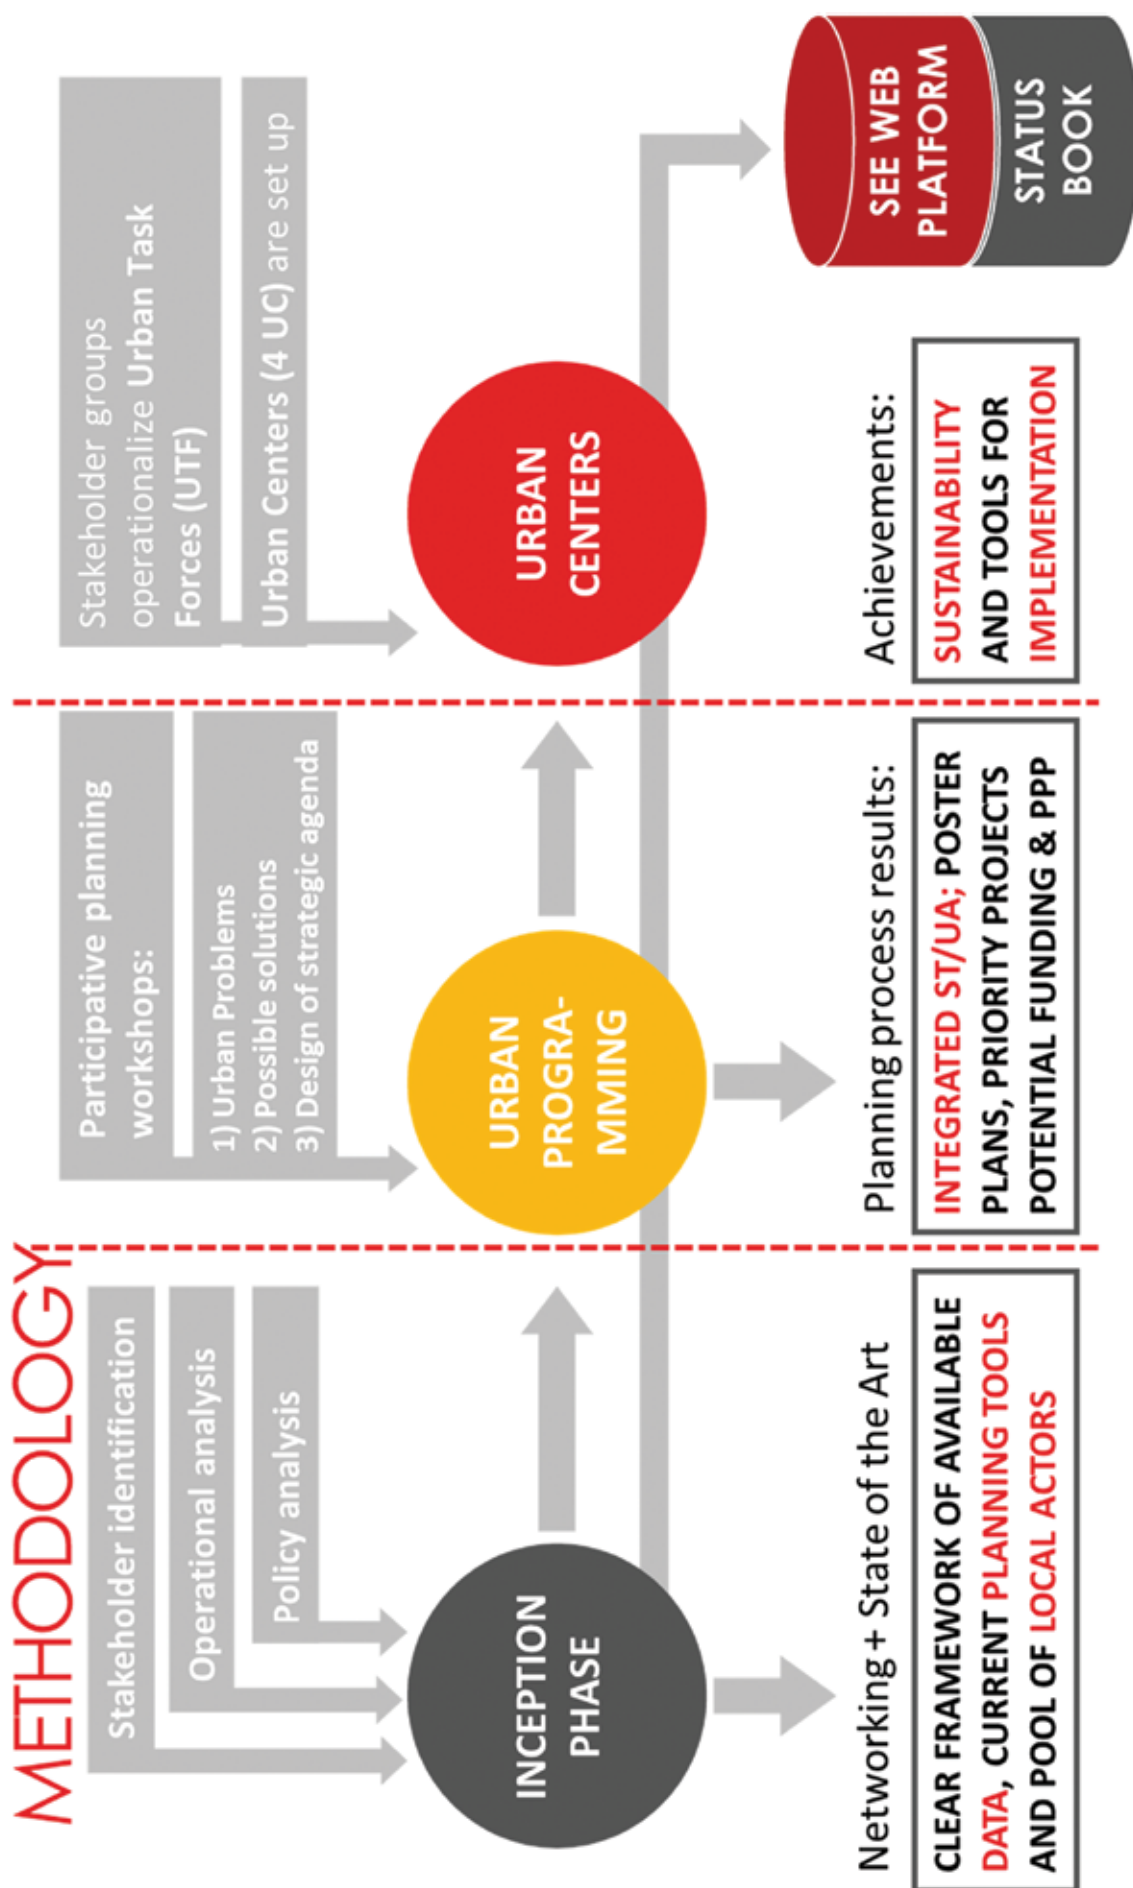 METHODOLOGY
Stakeholder identification
Operational analysis
Policy analysis
INCEPTION
PHASE
Networking + State of the Art
CLEAR FRAMEWORK OF AVAILABLE
DATA, CURRENT PLANNING TOOLS
AND POOL OF LOCAL ACTORS
Participative planning
workshops:
1) Urban Problems
2) Possible solutions
3) Design of strategic agenda
URBAN
PROGRA-
MMING
Planning process results:
INTEGRATED ST/UA; POSTER
PLANS, PRIORITY PROJECTS
POTENTIAL FUNDING & PPP
Stakeholder groups
operationalize Urban Task
Forces (UTF)
Urban Centers (4 UC) are set up
URBAN
CENTERS
Achievements:
SUSTAINABILITY
AND TOOLS FOR
IMPLEMENTATION
SEE WEB
PLATFORM
STATUS
BOOK